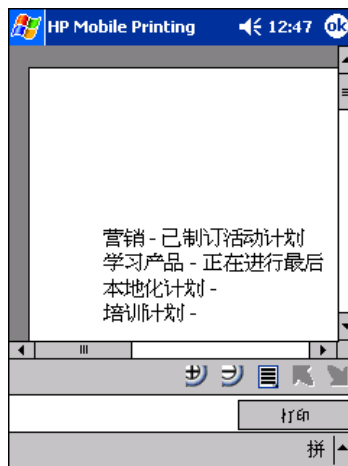 HP Mobile Printing 12:47 ok
营销 - 已制订活动计划
学习产品 - 正在进行最后
本地化计划 -
培训计划 -
打印
拼